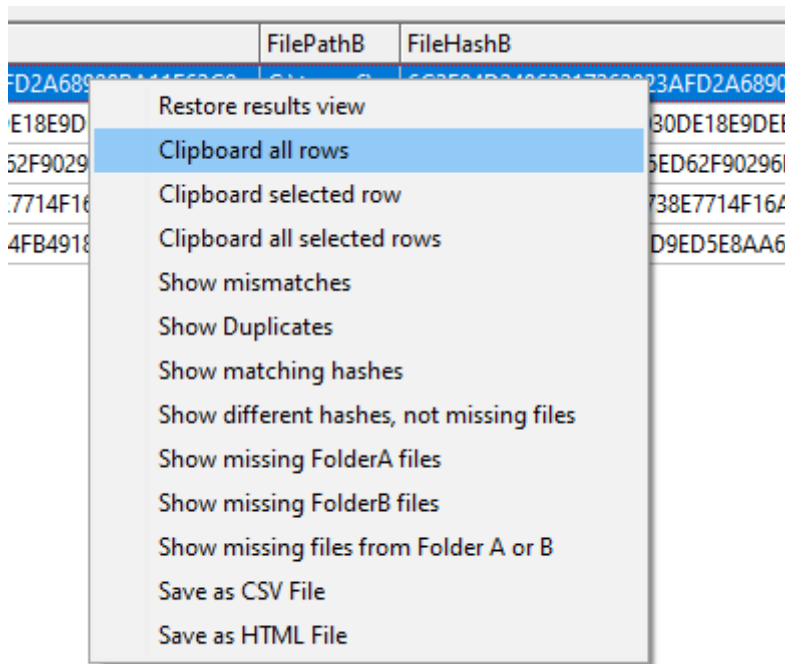 FilePathB FileHashB
Restore results view
Clipboard all rows
Clipboard selected row
Clipboard all selected rows
Show mismatches
Show Duplicates
Show matching hashes
Show different hashes, not missing files
Show missing FolderA files
Show missing FolderB files
Show missing files from Folder A or B
Save as CSV File
Save as HTML File